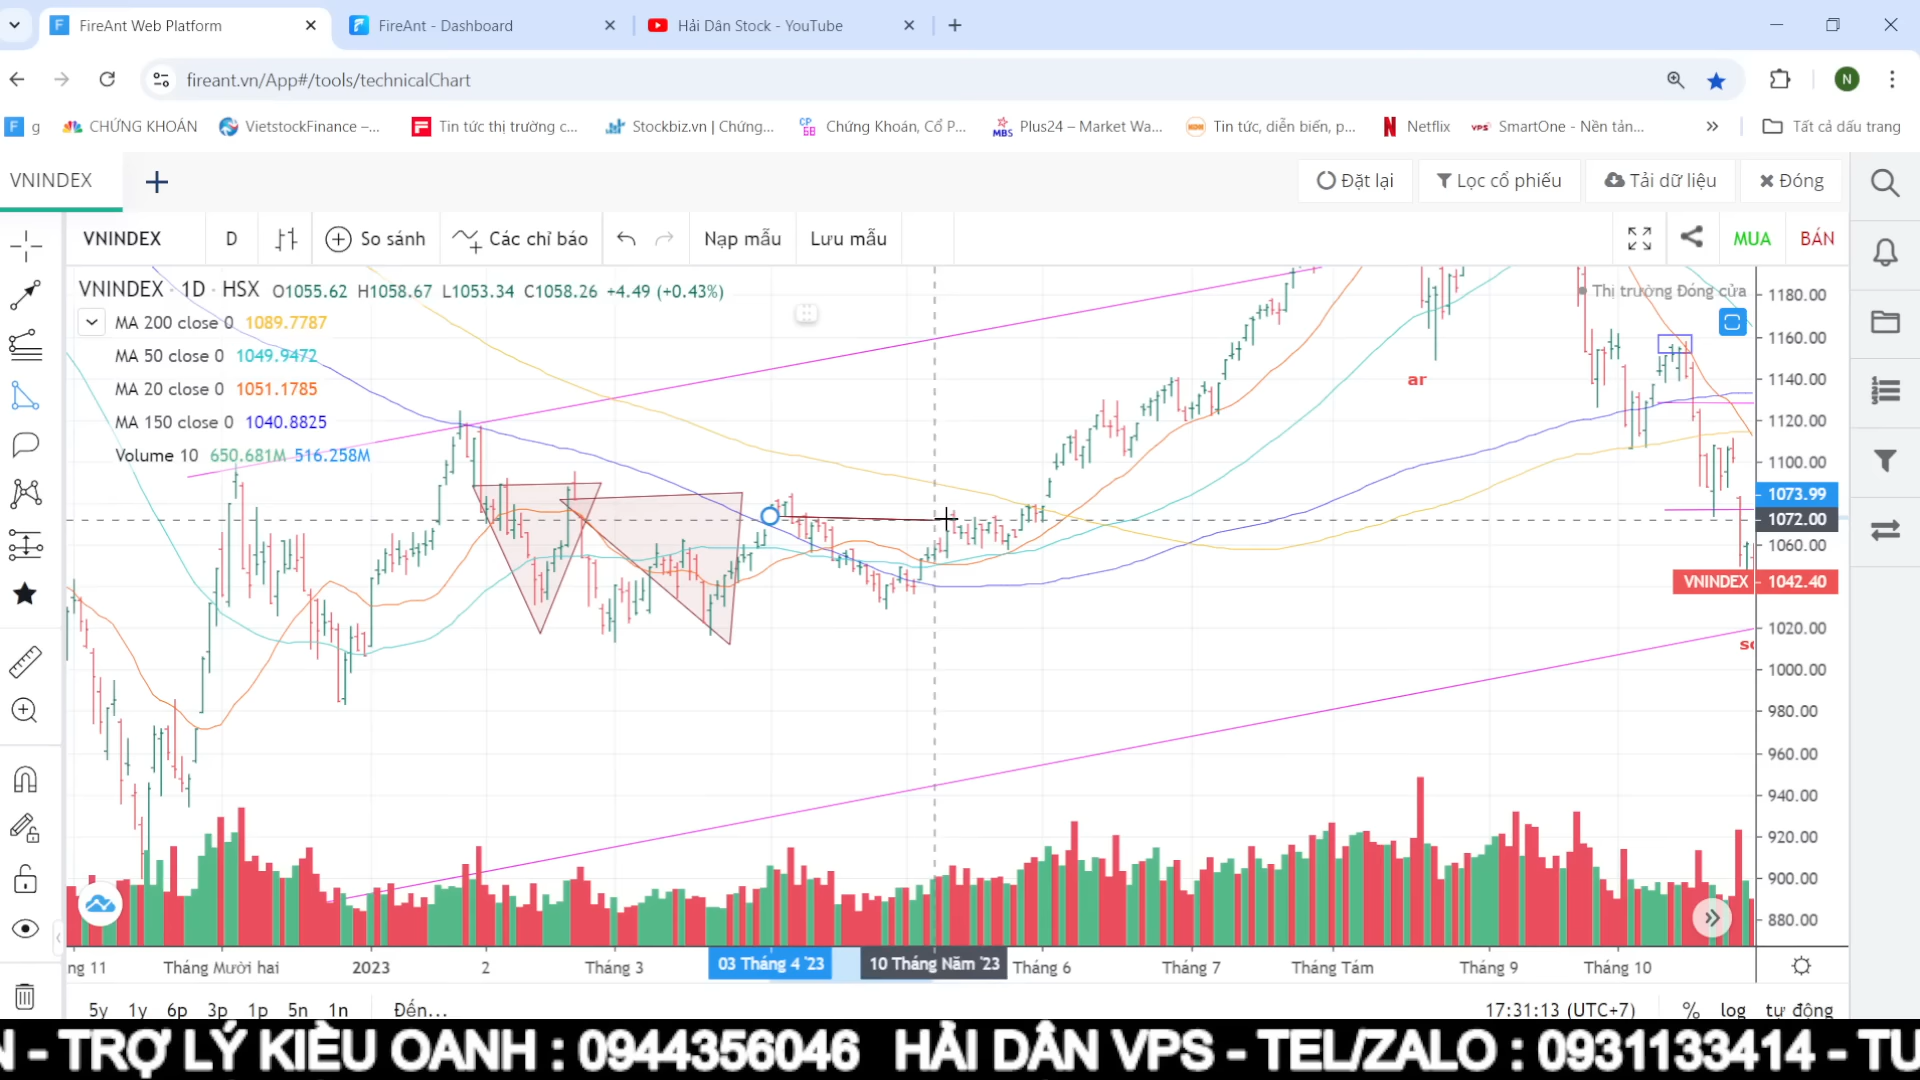 FireAnt Web Platform
FireAnt - Dashboard
Hải Dân Stock - YouTube
fireant.vn/App#/tools/technicalChart
N
g
CHỨNG KHOÁN
VietstockFinance –...
Tin tức thị trường c...
Stockbiz.vn | Chứng...
Chứng Khoán, Cổ P...
Plus24 – Market Wa...
Tin tức, diễn biến, p...
Netflix
SmartOne - Nền tản...
Tất cả dấu trang
VNINDEX
Đặt lại
Lọc cổ phiếu
Tải dữ liệu
Đóng
VNINDEX
D
So sánh
Các chỉ báo
Nạp mẫu
Lưu mẫu
MUA
BÁN
VNINDEX · 1D · HSX O1055.62 H1058.67 L1053.34 C1058.26 +4.49 (+0.43%)
Thị trường Đóng cửa
MA 200 close 0 1089.7787
MA 50 close 0 1049.9472
MA 20 close 0 1051.1785
MA 150 close 0 1040.8825
Volume 10 650.681M 516.258M
ar
1180.00
1160.00
1140.00
1120.00
1100.00
1073.99
1072.00
1060.00
VNINDEX 1042.40
1020.00
1000.00
980.00
960.00
940.00
920.00
900.00
880.00
ng 11
Tháng Mười hai
2023
2
Tháng 3
03 Tháng 4 '23
10 Tháng Năm '23
Tháng 6
Tháng 7
Tháng Tám
Tháng 9
Tháng 10
5y 1y 6p 3p 1p 5n 1n Đến...
17:31:13 (UTC+7) % log tự động
N - TRỢ LÝ KIỀU OANH : 0944356046 HẢI DÂN VPS - TEL/ZALO : 0931133414 - TU